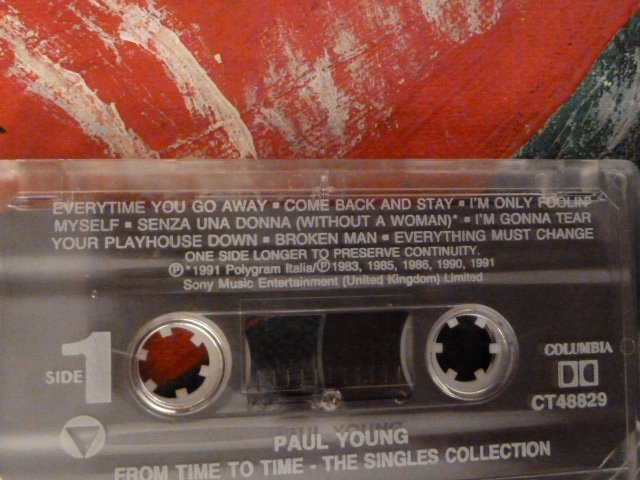 EVERYTIME YOU GO AWAY ▪ COME BACK AND STAY ▪ I'M ONLY FOOLIN'
MYSELF ▪ SENZA UNA DONNA (WITHOUT A WOMAN)* ▪ I'M GONNA TEAR
YOUR PLAYHOUSE DOWN ▪ BROKEN MAN ▪ EVERYTHING MUST CHANGE
ONE SIDE LONGER TO PRESERVE CONTINUITY.
℗*1991 Polygram Italia/℗1983, 1985, 1986, 1990, 1991
Sony Music Entertainment (United Kingdom) Limited
SIDE 1
COLUMBIA
CT48829
PAUL YOUNG
FROM TIME TO TIME - THE SINGLES COLLECTION